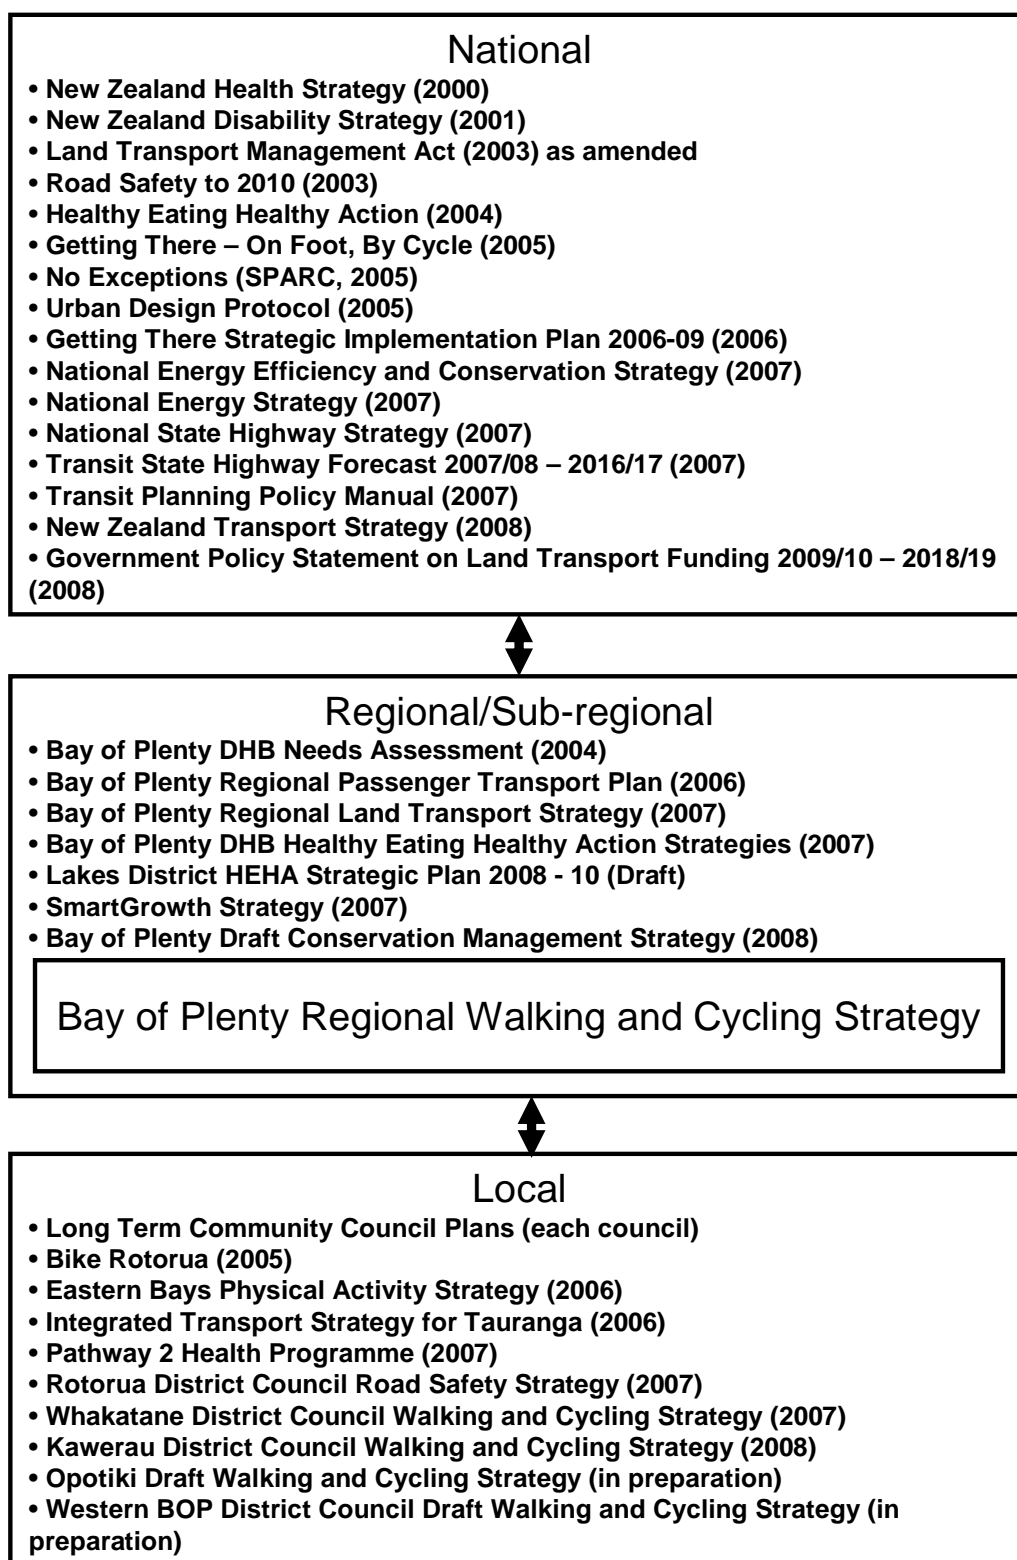 National
• New Zealand Health Strategy (2000)
• New Zealand Disability Strategy (2001)
• Land Transport Management Act (2003) as amended
• Road Safety to 2010 (2003)
• Healthy Eating Healthy Action (2004)
• Getting There – On Foot, By Cycle (2005)
• No Exceptions (SPARC, 2005)
• Urban Design Protocol (2005)
• Getting There Strategic Implementation Plan 2006-09 (2006)
• National Energy Efficiency and Conservation Strategy (2007)
• National Energy Strategy (2007)
• National State Highway Strategy (2007)
• Transit State Highway Forecast 2007/08 – 2016/17 (2007)
• Transit Planning Policy Manual (2007)
• New Zealand Transport Strategy (2008)
• Government Policy Statement on Land Transport Funding 2009/10 – 2018/19
(2008)
Regional/Sub-regional
• Bay of Plenty DHB Needs Assessment (2004)
• Bay of Plenty Regional Passenger Transport Plan (2006)
• Bay of Plenty Regional Land Transport Strategy (2007)
• Bay of Plenty DHB Healthy Eating Healthy Action Strategies (2007)
• Lakes District HEHA Strategic Plan 2008 - 10 (Draft)
• SmartGrowth Strategy (2007)
• Bay of Plenty Draft Conservation Management Strategy (2008)
Bay of Plenty Regional Walking and Cycling Strategy
Local
• Long Term Community Council Plans (each council)
• Bike Rotorua (2005)
• Eastern Bays Physical Activity Strategy (2006)
• Integrated Transport Strategy for Tauranga (2006)
• Pathway 2 Health Programme (2007)
• Rotorua District Council Road Safety Strategy (2007)
• Whakatane District Council Walking and Cycling Strategy (2007)
• Kawerau District Council Walking and Cycling Strategy (2008)
• Opotiki Draft Walking and Cycling Strategy (in preparation)
• Western BOP District Council Draft Walking and Cycling Strategy (in
preparation)